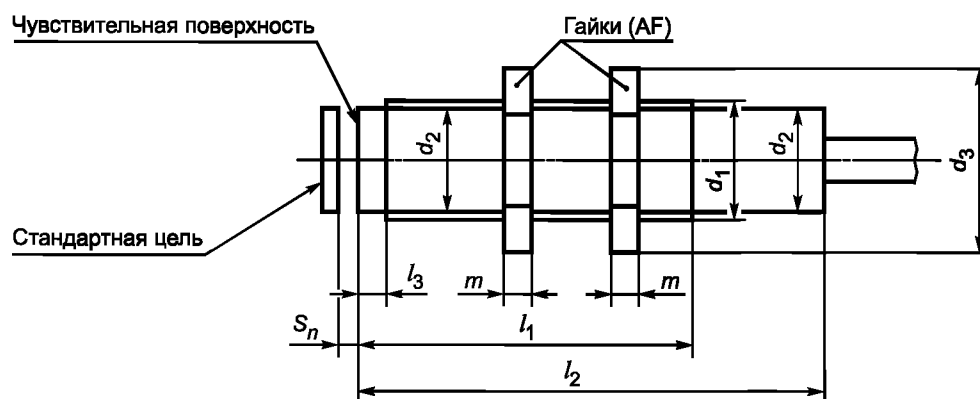 Чувствительная поверхность
Гайки (AF)
d2
d2
d1
d3
Стандартная цель
l3
m
m
Sn
l1
l2